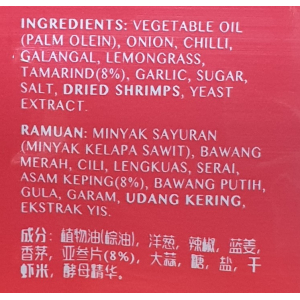 INGREDIENTS: VEGETABLE OIL
(PALM OLEIN), ONION, CHILLI,
GALANGAL, LEMONGRASS,
TAMARIND(8%), GARLIC, SUGAR,
SALT, DRIED SHRIMPS, YEAST
EXTRACT.
RAMUAN: MINYAK SAYURAN
(MINYAK KELAPA SAWIT), BAWANG
MERAH, CILI, LENGKUAS, SERAI,
ASAM KEPING(8%), BAWANG PUTIH,
GULA, GARAM, UDANG KERING,
EKSTRAK YIS.
成分: 植物油(棕油), 洋葱, 辣椒, 蓝姜,
香茅, 亚参片(8%), 大蒜, 糖, 盐, 干
虾米, 酵母精华。